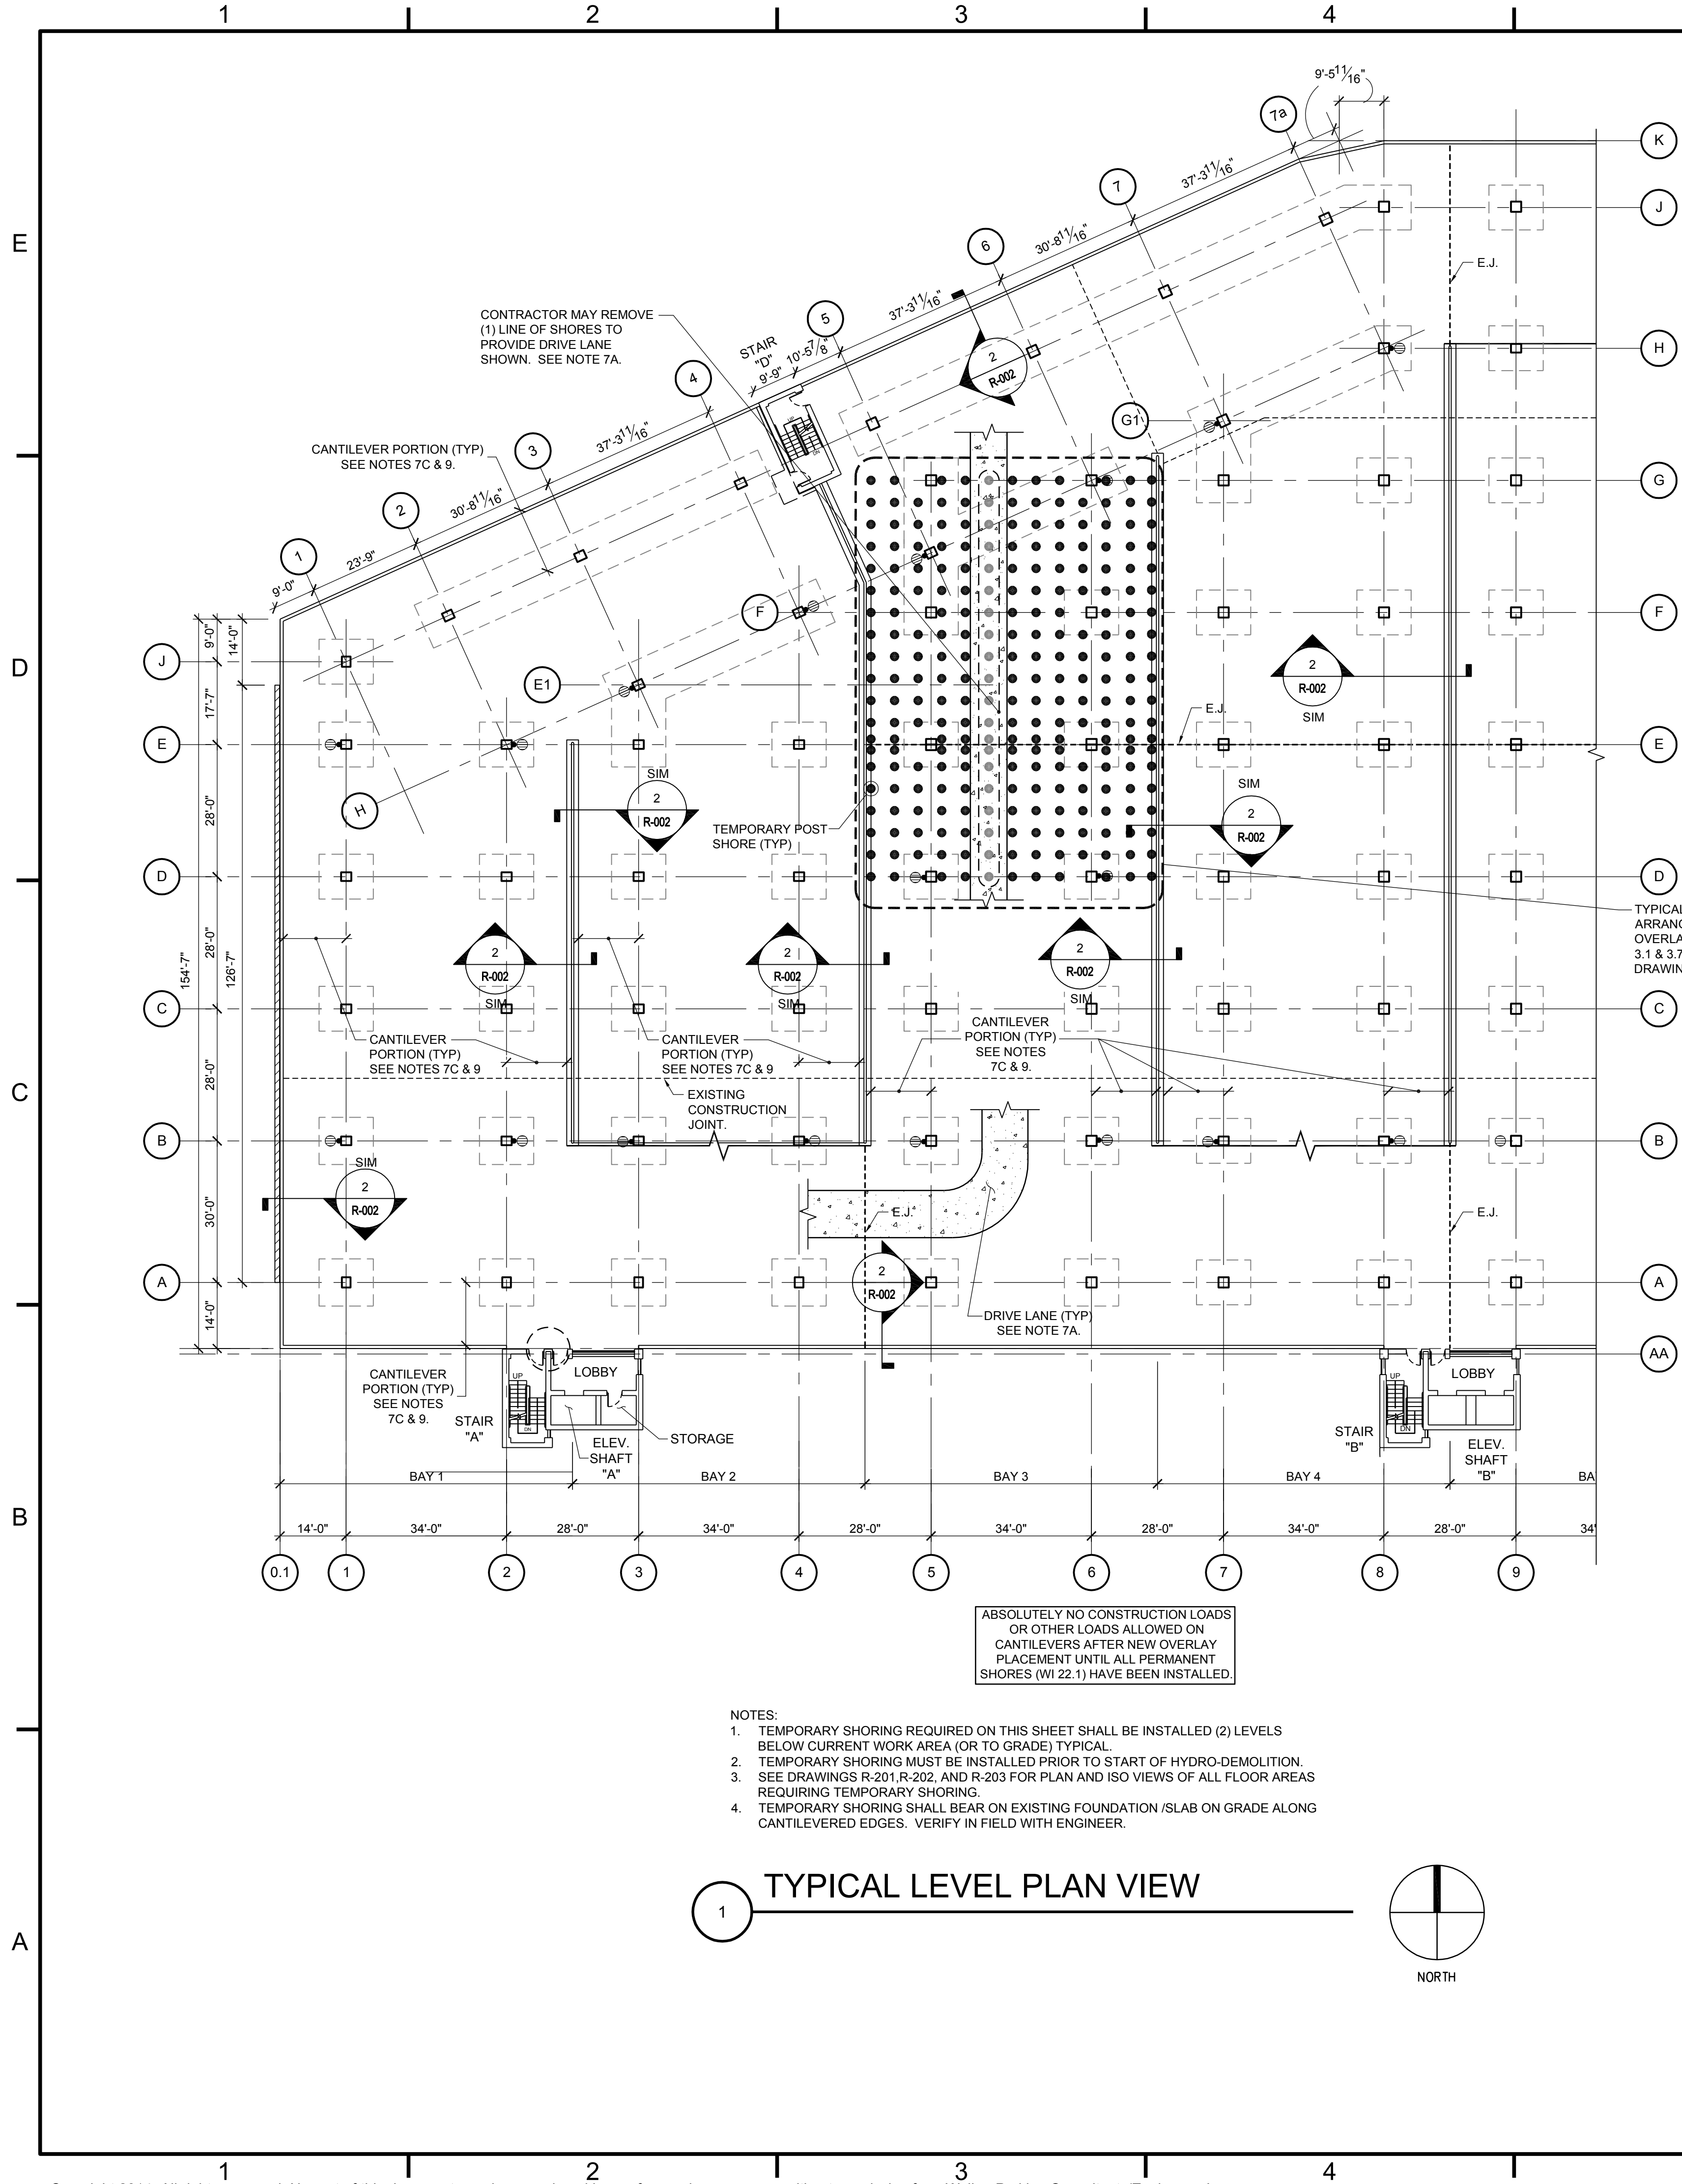 1 2 3 4
9'-5 11/16"
7a
K
37'-3 11/16"
7
J
E
30'-8 11/16"
6
E.J.
CONTRACTOR MAY REMOVE
(1) LINE OF SHORES TO
PROVIDE DRIVE LANE
SHOWN. SEE NOTE 7A.
37'-3 11/16"
5
STAIR
"D"
10'-5 7/8"
9'-9"
2
R-002
H
4
G1
UP
DN
37'-3 11/16"
CANTILEVER PORTION (TYP)
SEE NOTES 7C & 9.
3
G
30'-8 11/16"
2
23'-9"
1
9'-0"
F
F
9'-0"
14'-0"
D
J
E1
2
R-002
SIM
17'-7"
E.J.
E
E
H
SIM
2
R-002
SIM
2
R-002
28'-0"
TEMPORARY POST
SHORE (TYP)
D
D
TYPICAL
ARRANG
OVERLA
3.1 & 3.7
DRAWIN
28'-0"
154'-7"
126'-7"
2
R-002
SIM
2
R-002
SIM
2
R-002
SIM
C
C
CANTILEVER
PORTION (TYP)
SEE NOTES 7C & 9
CANTILEVER
PORTION (TYP)
SEE NOTES 7C & 9
CANTILEVER
PORTION (TYP)
SEE NOTES
7C & 9.
28'-0"
C
EXISTING
CONSTRUCTION
JOINT.
B
B
SIM
2
R-002
30'-0"
E.J.
E.J.
A
A
2
R-002
DRIVE LANE (TYP)
SEE NOTE 7A.
14'-0"
AA
CANTILEVER
PORTION (TYP)
SEE NOTES
7C & 9.
UP
DN
LOBBY
STAIR
"A"
ELEV.
SHAFT
"A"
STORAGE
UP
DN
LOBBY
STAIR
"B"
ELEV.
SHAFT
"B"
BAY 1 BAY 2 BAY 3 BAY 4 BA
B
14'-0" 34'-0" 28'-0" 34'-0" 28'-0" 34'-0" 28'-0" 34'-0" 28'-0" 34'
0.1 1 2 3 4 5 6 7 8 9
ABSOLUTELY NO CONSTRUCTION LOADS
OR OTHER LOADS ALLOWED ON
CANTILEVERS AFTER NEW OVERLAY
PLACEMENT UNTIL ALL PERMANENT
SHORES (WI 22.1) HAVE BEEN INSTALLED.
NOTES:
1. TEMPORARY SHORING REQUIRED ON THIS SHEET SHALL BE INSTALLED (2) LEVELS
BELOW CURRENT WORK AREA (OR TO GRADE) TYPICAL.
2. TEMPORARY SHORING MUST BE INSTALLED PRIOR TO START OF HYDRO-DEMOLITION.
3. SEE DRAWINGS R-201,R-202, AND R-203 FOR PLAN AND ISO VIEWS OF ALL FLOOR AREAS
REQUIRING TEMPORARY SHORING.
4. TEMPORARY SHORING SHALL BEAR ON EXISTING FOUNDATION /SLAB ON GRADE ALONG
CANTILEVERED EDGES. VERIFY IN FIELD WITH ENGINEER.
1
TYPICAL LEVEL PLAN VIEW
A
NORTH
1 2 3 4